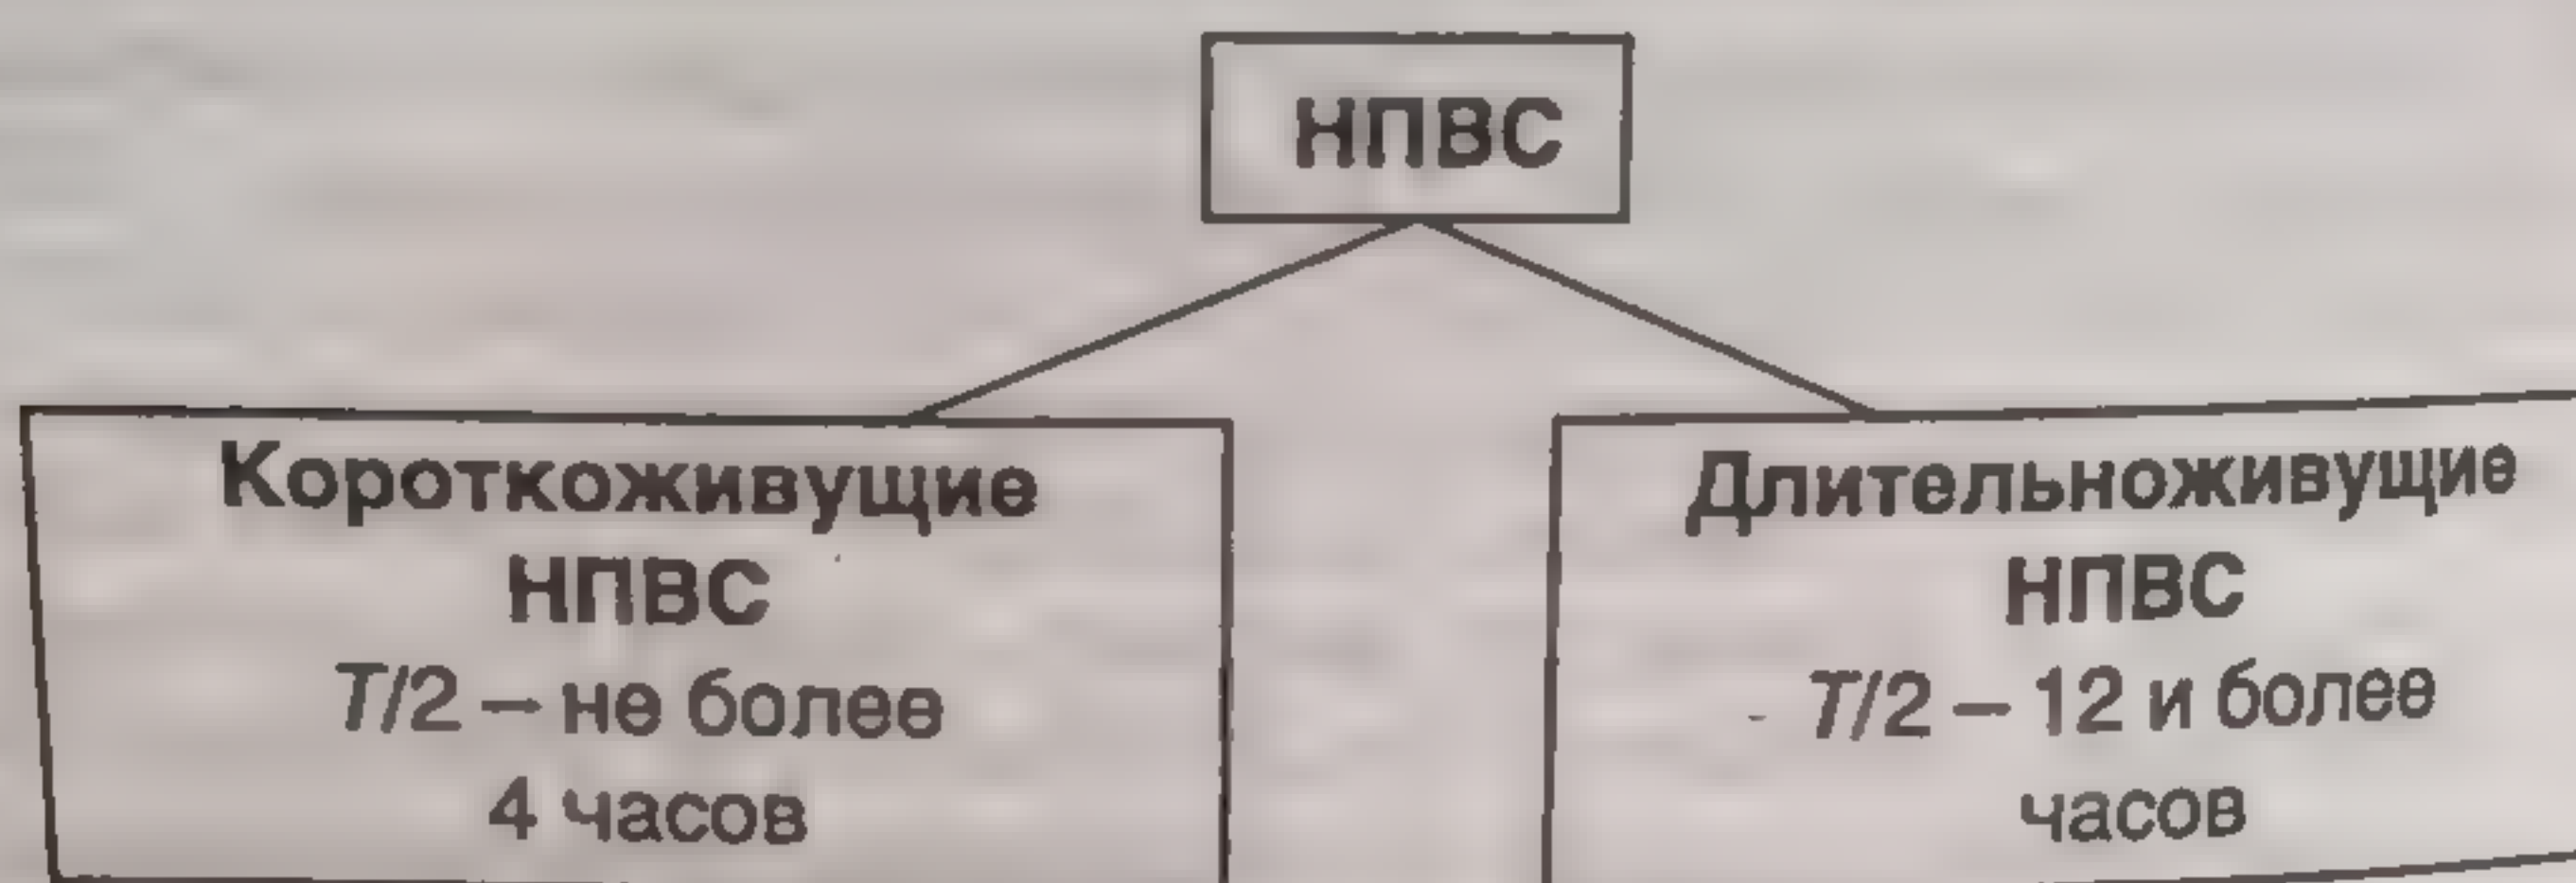 НПВС
Короткоживущие
НПВС
T/2 – не более
4 часов
Длительноживущие
НПВС
T/2 – 12 и более
часов